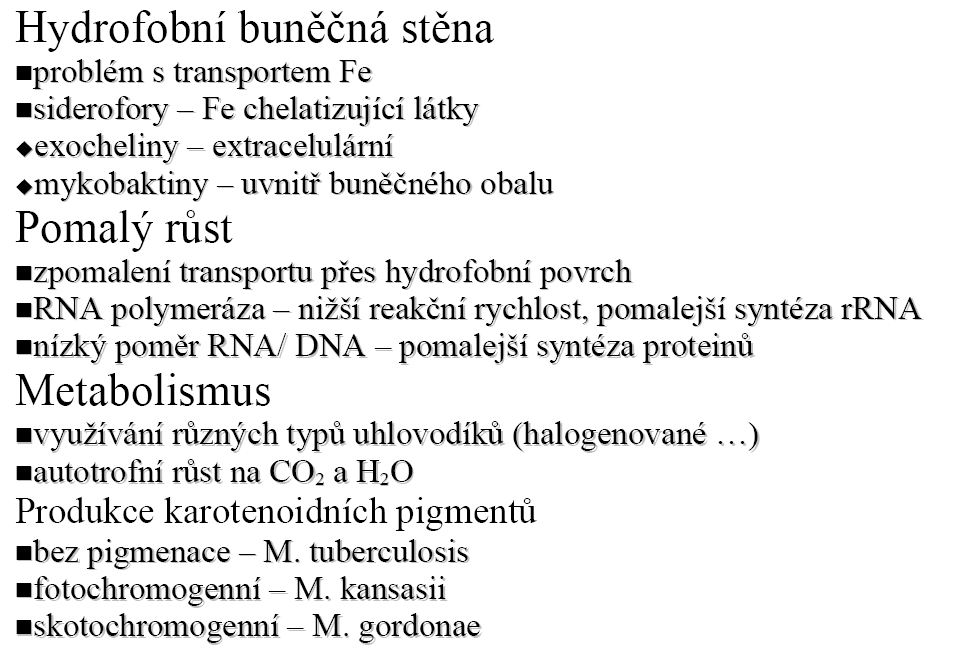 Hydrofobní buněčná stěna
■problém s transportem Fe
■siderofory – Fe chelatizující látky
◆exocheliny – extracelulární
◆mykobaktiny – uvnitř buněčného obalu
Pomalý růst
■zpomalení transportu přes hydrofobní povrch
■RNA polymeráza – nižší reakční rychlost, pomalejší syntéza rRNA
■nízký poměr RNA/ DNA – pomalejší syntéza proteinů
Metabolismus
■využívání různých typů uhlovodíků (halogenované …)
■autotrofní růst na CO₂ a H₂O
Produkce karotenoidních pigmentů
■bez pigmenace – M. tuberculosis
■fotochromogenní – M. kansasii
■skotochromogenní – M. gordonae